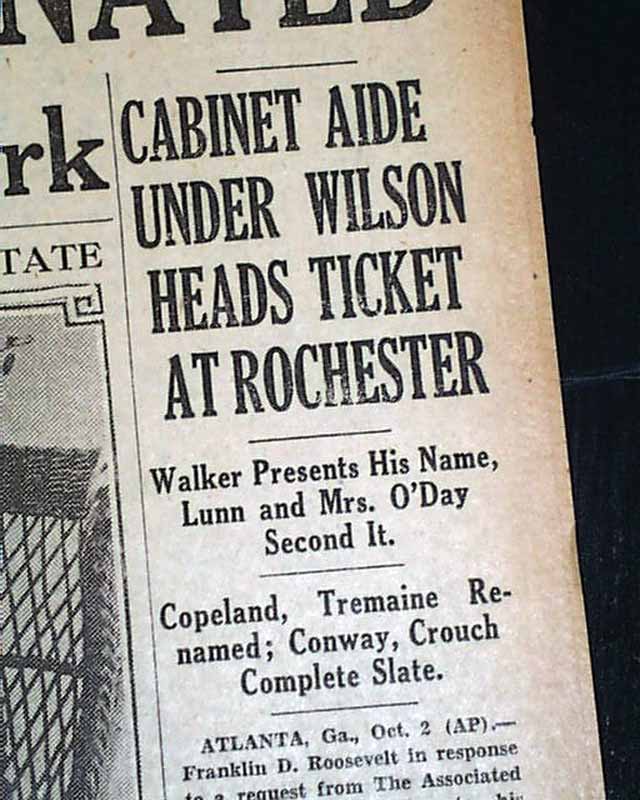 NATED
rk
TATE
CABINET AIDE
UNDER WILSON
HEADS TICKET
AT ROCHESTER
Walker Presents His Name,
Lunn and Mrs. O'Day
Second It.
Copeland, Tremaine Re-
named; Conway, Crouch
Complete Slate.
ATLANTA, Ga., Oct. 2 (AP).—
Franklin D. Roosevelt in response
to a request from The Associated